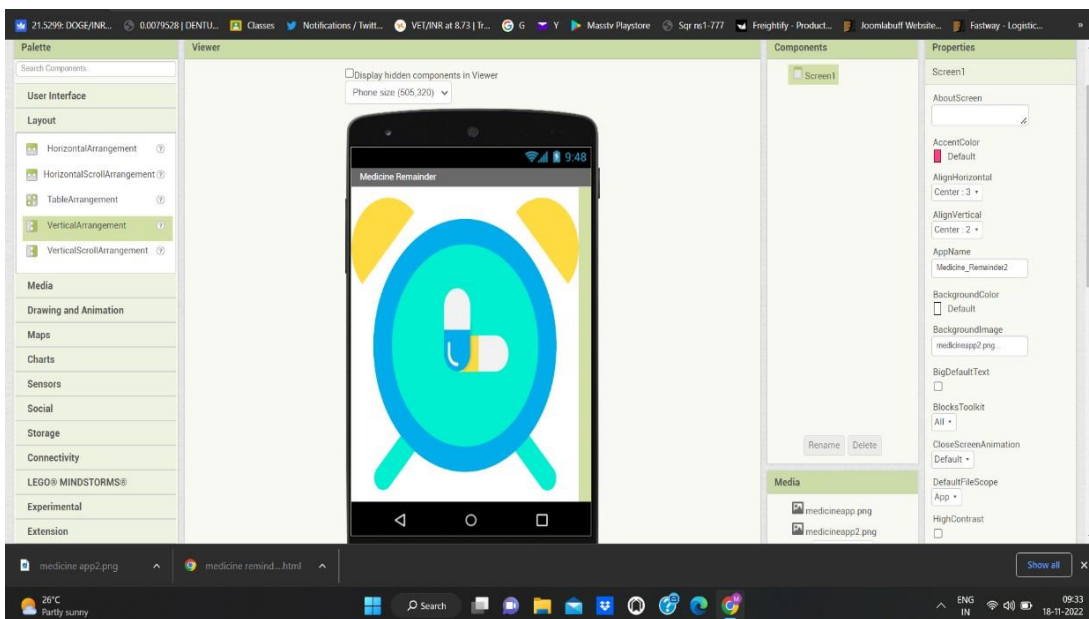 21.5299: DOGE/INR...
0.0079528 | DENTU...
Classes
Notifications / Twitt...
VET/INR at 8.73 | Tr...
G
Y
Masstv Playstore
Sqr ns1-777
Freightify - Product...
Joomlabuff Website...
Fastway - Logistic...
»
Palette
Search Components...
User Interface
Layout
HorizontalArrangement
HorizontalScrollArrangement
TableArrangement
VerticalArrangement
VerticalScrollArrangement
Media
Drawing and Animation
Maps
Charts
Sensors
Social
Storage
Connectivity
LEGO® MINDSTORMS®
Experimental
Extension
Viewer
Display hidden components in Viewer
Phone size (505,320)
9:48
Medicine Remainder
Components
Screen1
Rename
Delete
Media
medicineapp.png
medicineapp2.png
Properties
Screen1
AboutScreen
AccentColor
Default
AlignHorizontal
Center : 3
AlignVertical
Center : 2
AppName
Medicine_Remainder2
BackgroundColor
Default
BackgroundImage
medicineapp2.png...
BigDefaultText
BlocksToolkit
All
CloseScreenAnimation
Default
DefaultFileScope
App
HighContrast
medicine app2.png
medicine remind....html
Show all
26°C
Partly sunny
Search
ENG
IN
09:33
18-11-2022